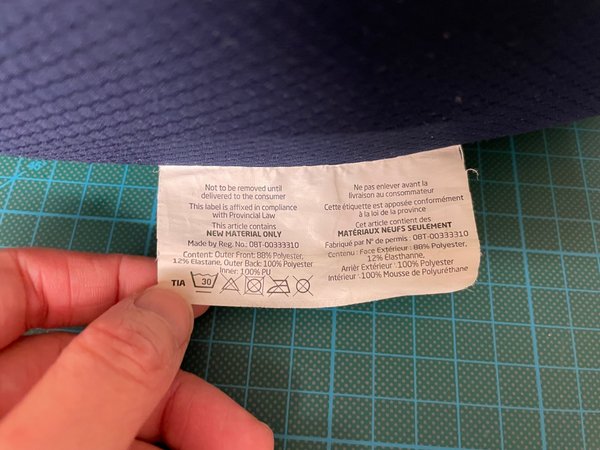 Not to be removed until
delivered to the consumer
This label is affixed in compliance
with Provincial Law
This article contains
NEW MATERIAL ONLY
Made by Reg. No.: 08T-00333310
Content: Outer Front: 88% Polyester,
12% Elastane, Outer Back: 100% Polyester
Inner: 100% PU
TIA
30
Ne pas enlever avant la
livraison au consommateur
Cette étiquette est apposée conformément
à la loi de la province
Cet article contient des
MATÉRIAUX NEUFS SEULEMENT
Fabriqué par N° de permis : 08T-00333310
Contenu : Face Extérieur : 88% Polyester,
12% Élasthanne,
Arrièr Extérieur : 100% Polyester
Intérieur : 100% Mousse de Polyuréthane